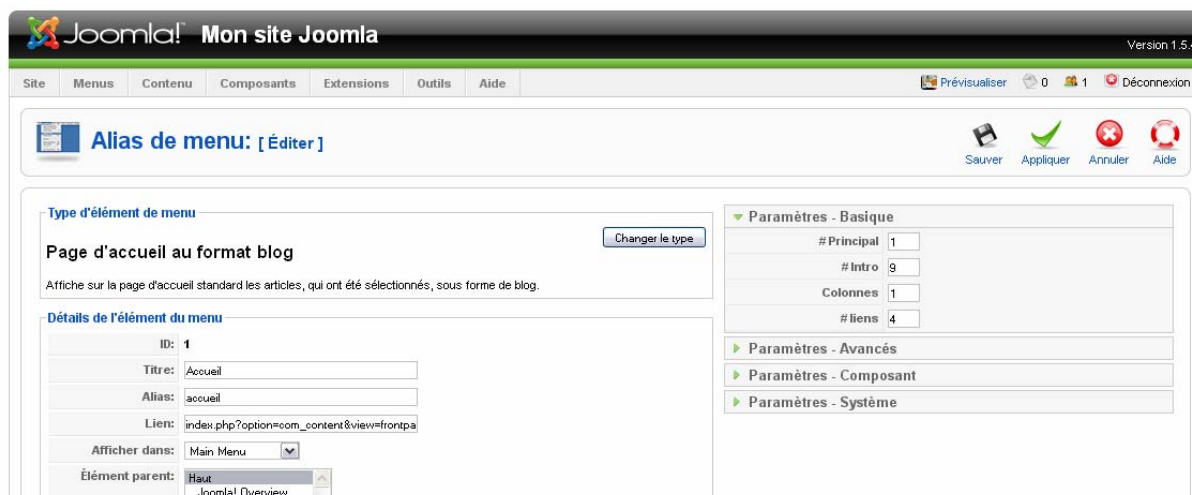 Joomla! Mon site Joomla
Version 1.5.
Site Menus Contenu Composants Extensions Outils Aide Prévisualiser 0 1 Déconnexion
Alias de menu: [ Éditer ]
Sauver Appliquer Annuler Aide
Type d'élément de menu
Changer le type
Page d'accueil au format blog
Affiche sur la page d'accueil standard les articles, qui ont été sélectionnés, sous forme de blog.
Détails de l'élément du menu
ID: 1
Titre: Accueil
Alias: accueil
Lien: index.php?option=com_content&view=frontpa
Afficher dans: Main Menu
Élément parent: Haut
Joomla! Overview
Paramètres - Basique
# Principal 1
# Intro 9
Colonnes 1
# liens 4
Paramètres - Avancés
Paramètres - Composant
Paramètres - Système